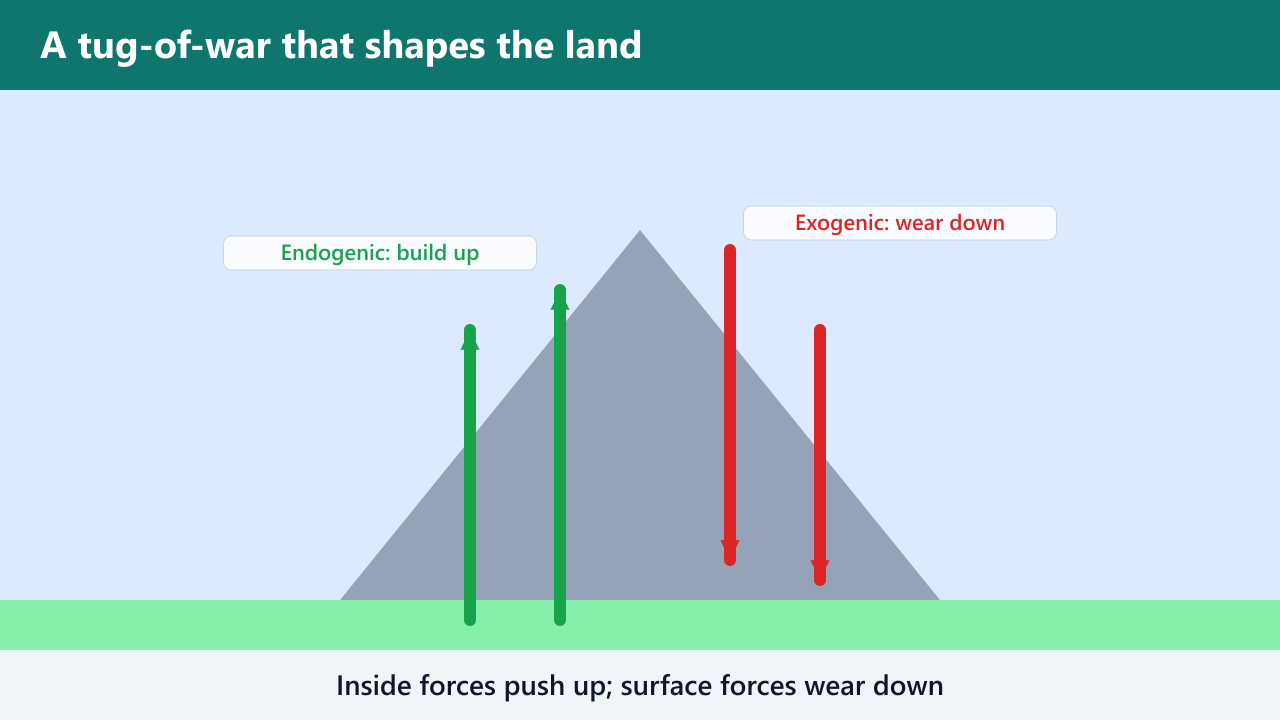 A tug-of-war that shapes the land
Exogenic: wear down
Endogenic: build up
Inside forces push up; surface forces wear down